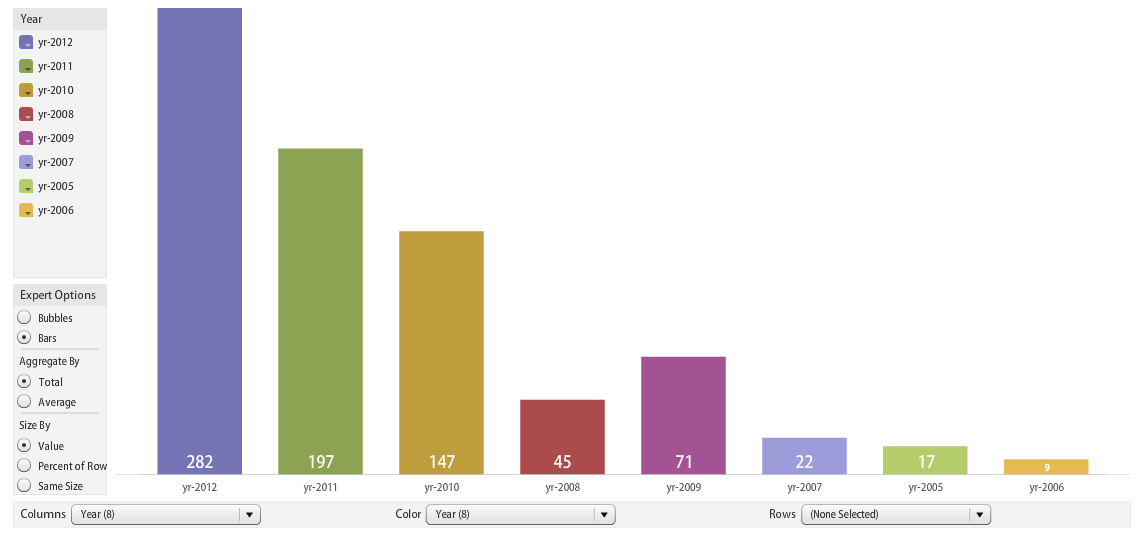 Year
yr-2012
yr-2011
yr-2010
yr-2008
yr-2009
yr-2007
yr-2005
yr-2006
Expert Options
Bubbles
Bars
Aggregate By
Total
Average
Size By
Value
Percent of Row
Same Size
282 197 147 45 71 22 17 9
yr-2012 yr-2011 yr-2010 yr-2008 yr-2009 yr-2007 yr-2005 yr-2006
Columns Year (8) Color Year (8) Rows (None Selected)